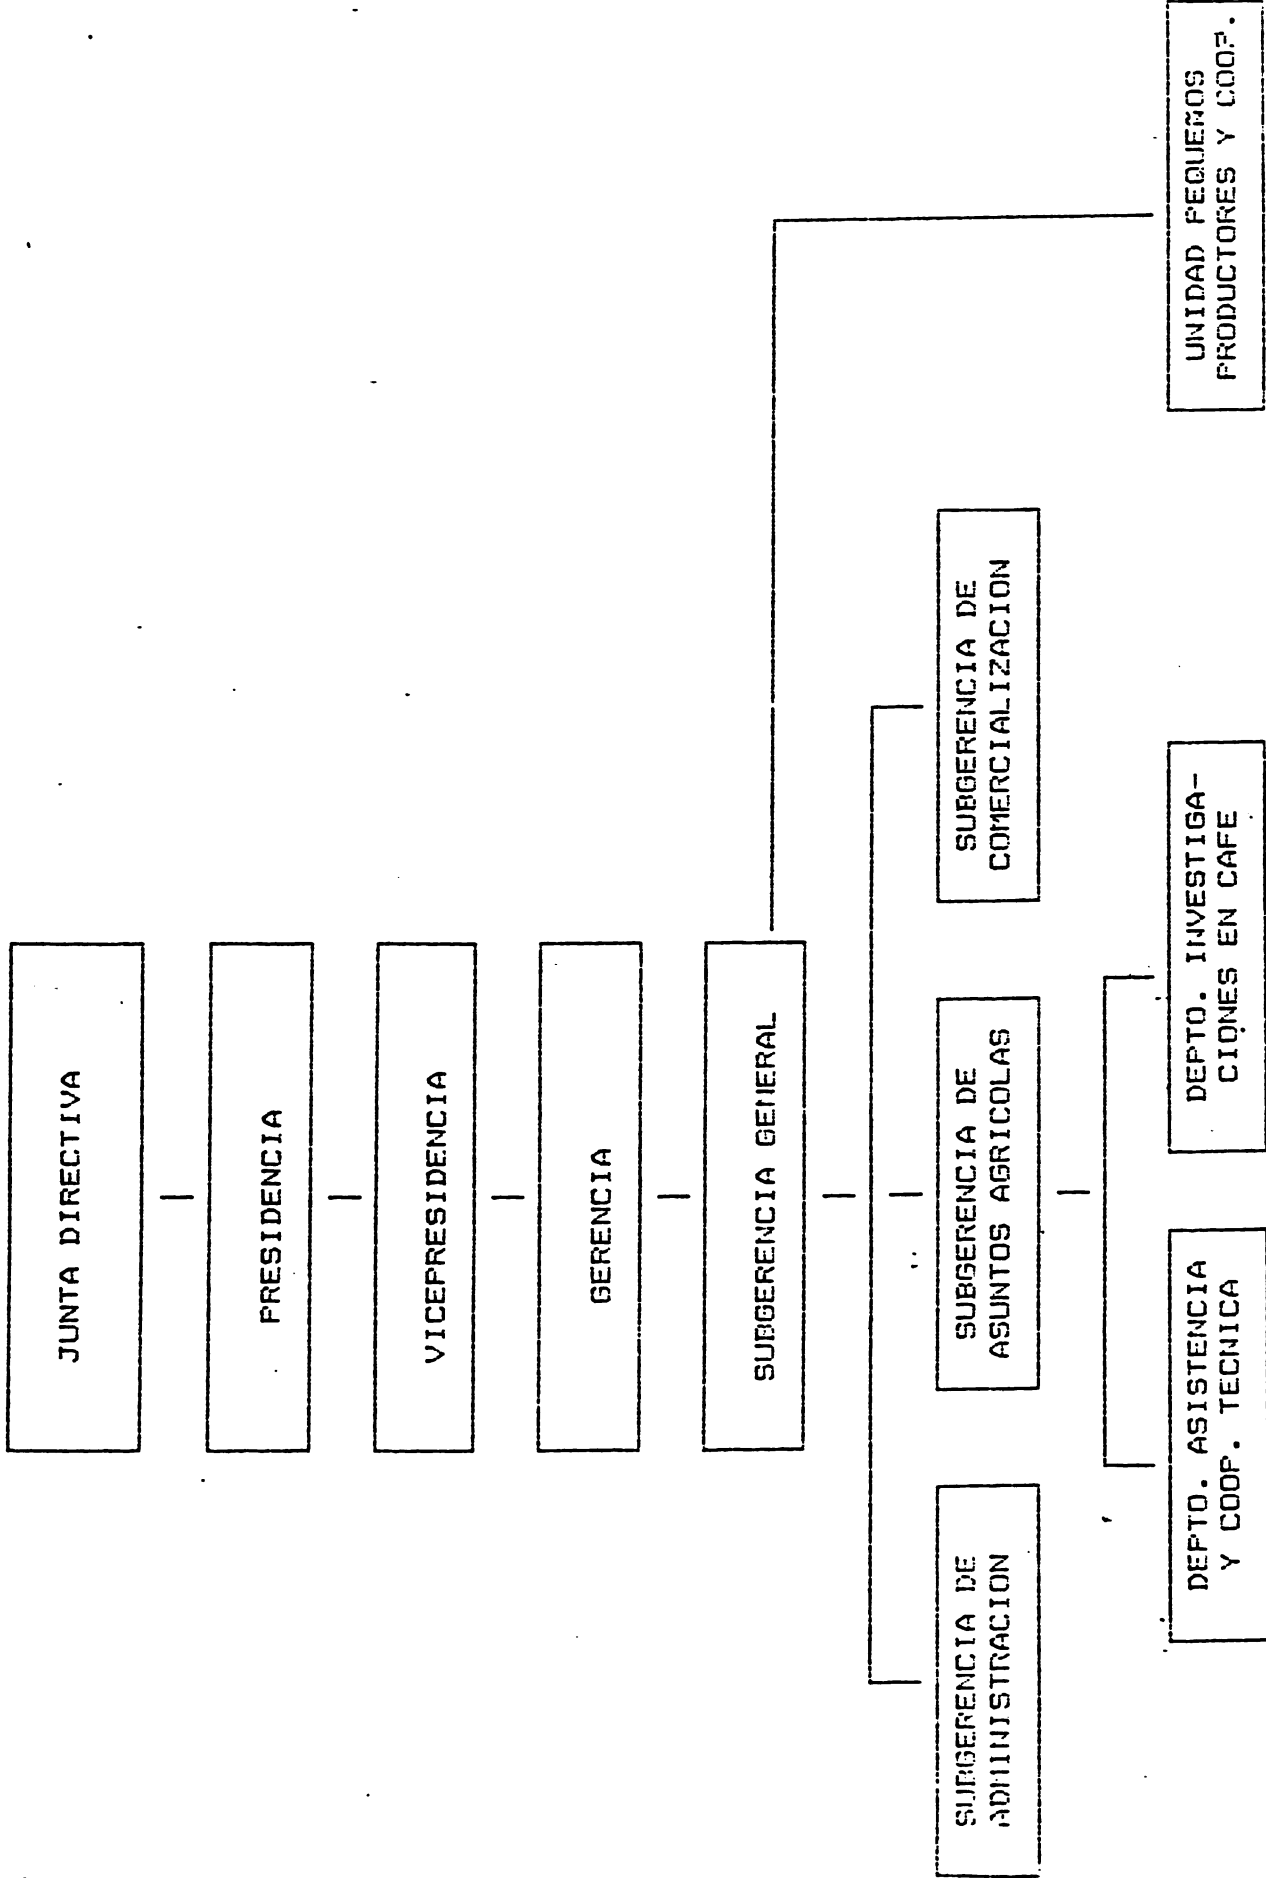 JUNTA DIRECTIVA
PRESIDENCIA
VICEPRESIDENCIA
GERENCIA
SUBGERENCIA GENERAL
SUBGERENCIA DE
ADMINISTRACION
SUBGERENCIA DE
ASUNTOS AGRICOLAS
SUBGERENCIA DE
COMERCIALIZACION
DEPTO. ASISTENCIA
Y COOP. TECNICA
DEPTO. INVESTIGA-
CIONES EN CAFE
UNIDAD PEQUEÑOS
PRODUCTORES Y COOP.